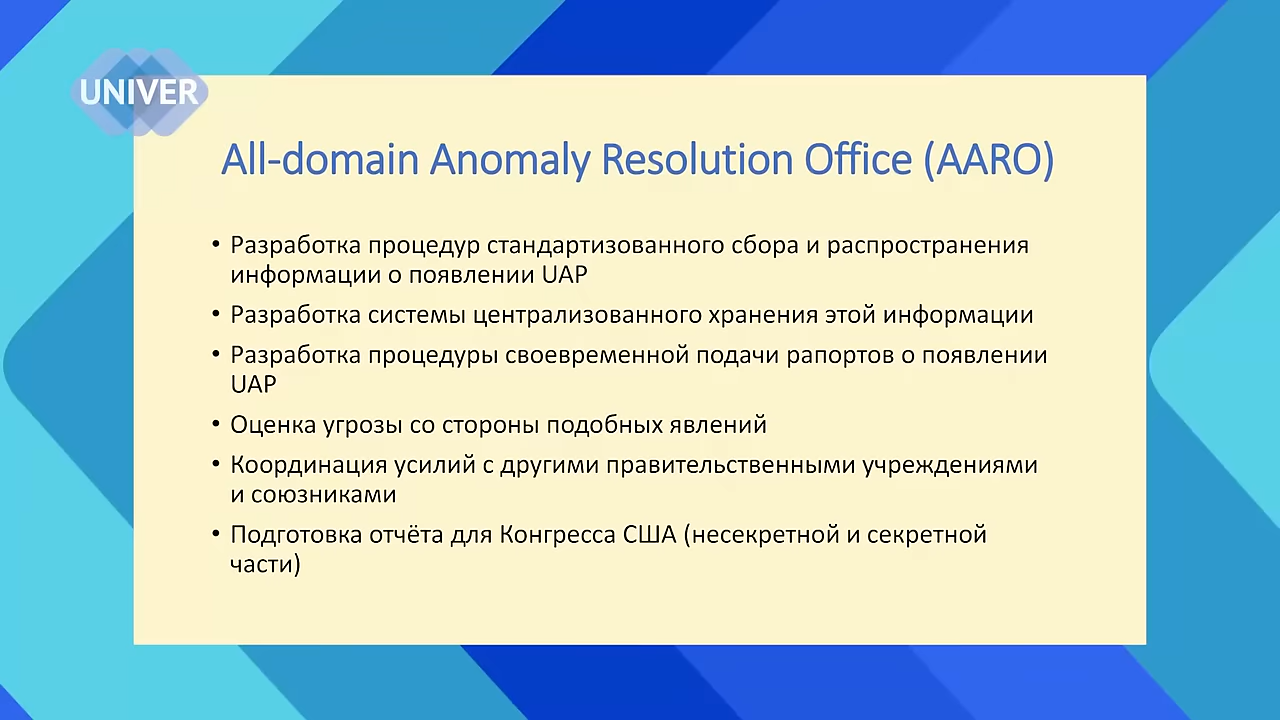 UNIVER
All-domain Anomaly Resolution Office (AARO)
• Разработка процедур стандартизованного сбора и распространения
информации о появлении UAP
• Разработка системы централизованного хранения этой информации
• Разработка процедуры своевременной подачи рапортов о появлении
UAP
• Оценка угрозы со стороны подобных явлений
• Координация усилий с другими правительственными учреждениями
и союзниками
• Подготовка отчёта для Конгресса США (несекретной и секретной
части)